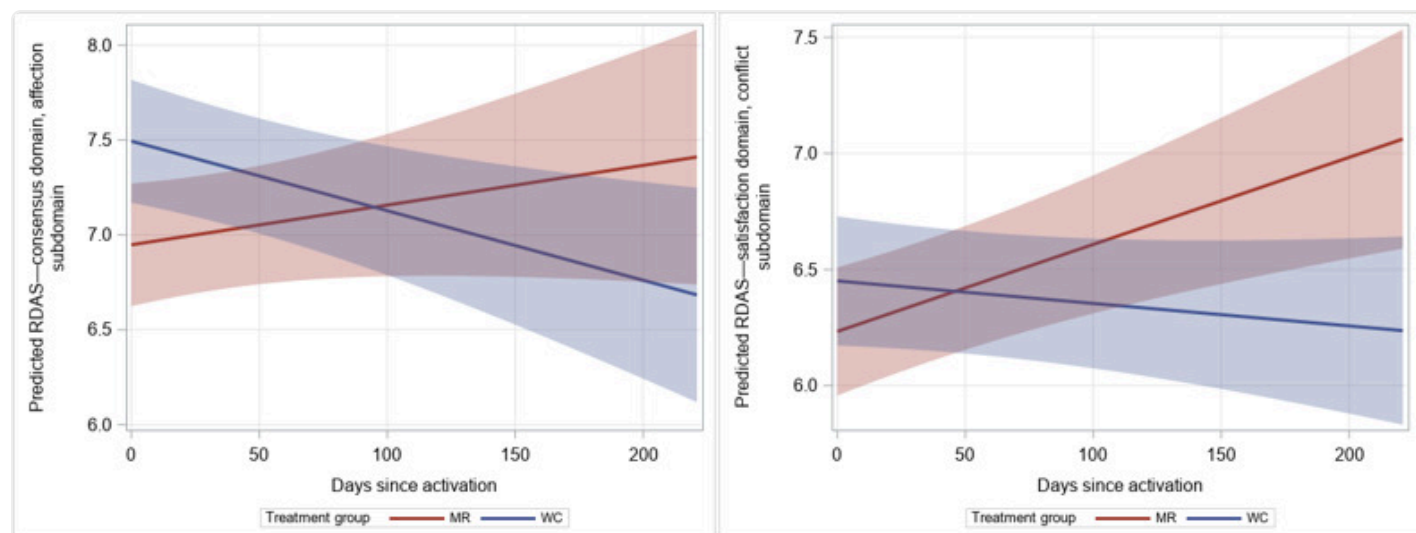 Predicted RDAS—consensus domain, affection
subdomain
8.0
7.5
7.0
6.5
6.0
0 50 100 150 200
Days since activation
Treatment group MR WC
Predicted RDAS—satisfaction domain, conflict
subdomain
7.5
7.0
6.5
6.0
0 50 100 150 200
Days since activation
Treatment group MR WC